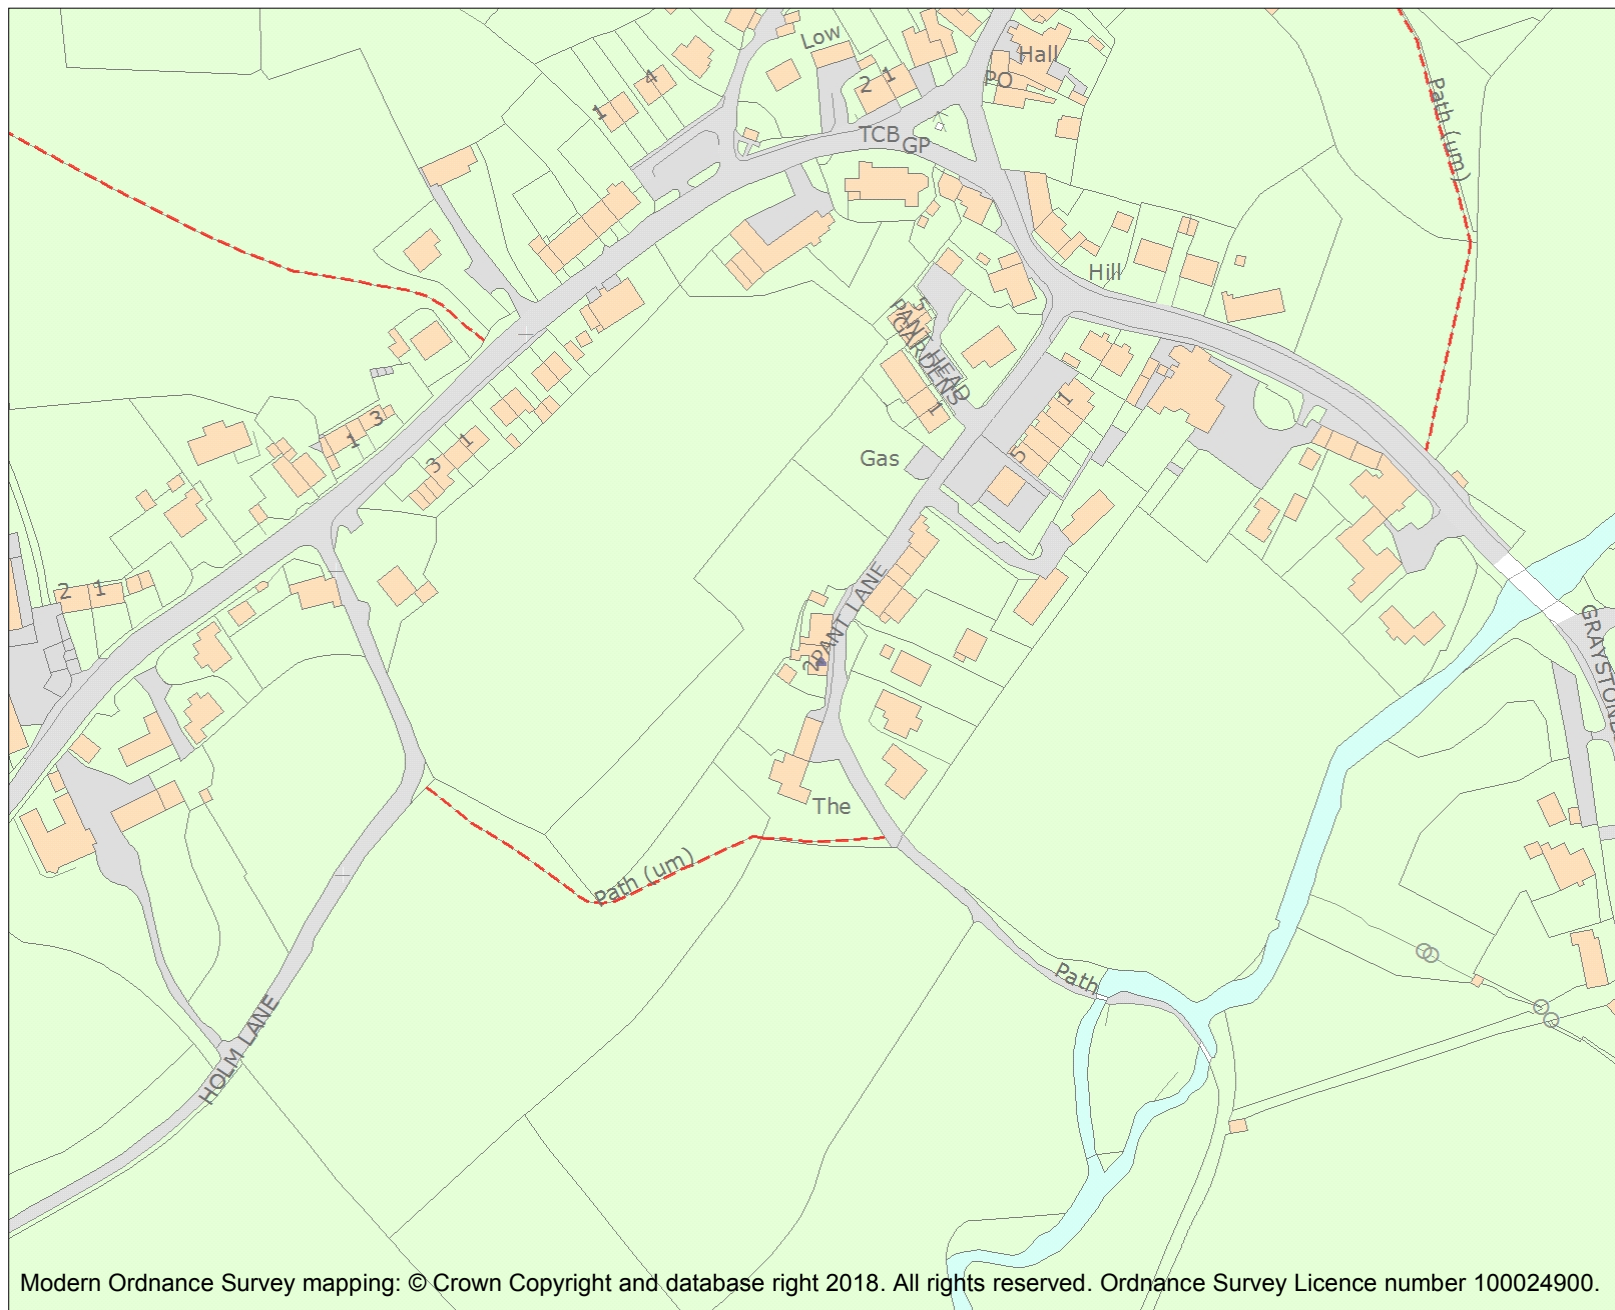 Low
Hall
PO
4
2 1
1
TCB
GP
Path (um)
Hill
5
PANT HEAD
GARDENS
1
1
5
Gas
1 3
3 1
2 1
PANT LANE
2
GRAYSTONE
The
Path (um)
Path
HOLM LANE
Modern Ordnance Survey mapping: © Crown Copyright and database right 2018. All rights reserved. Ordnance Survey Licence number 100024900.